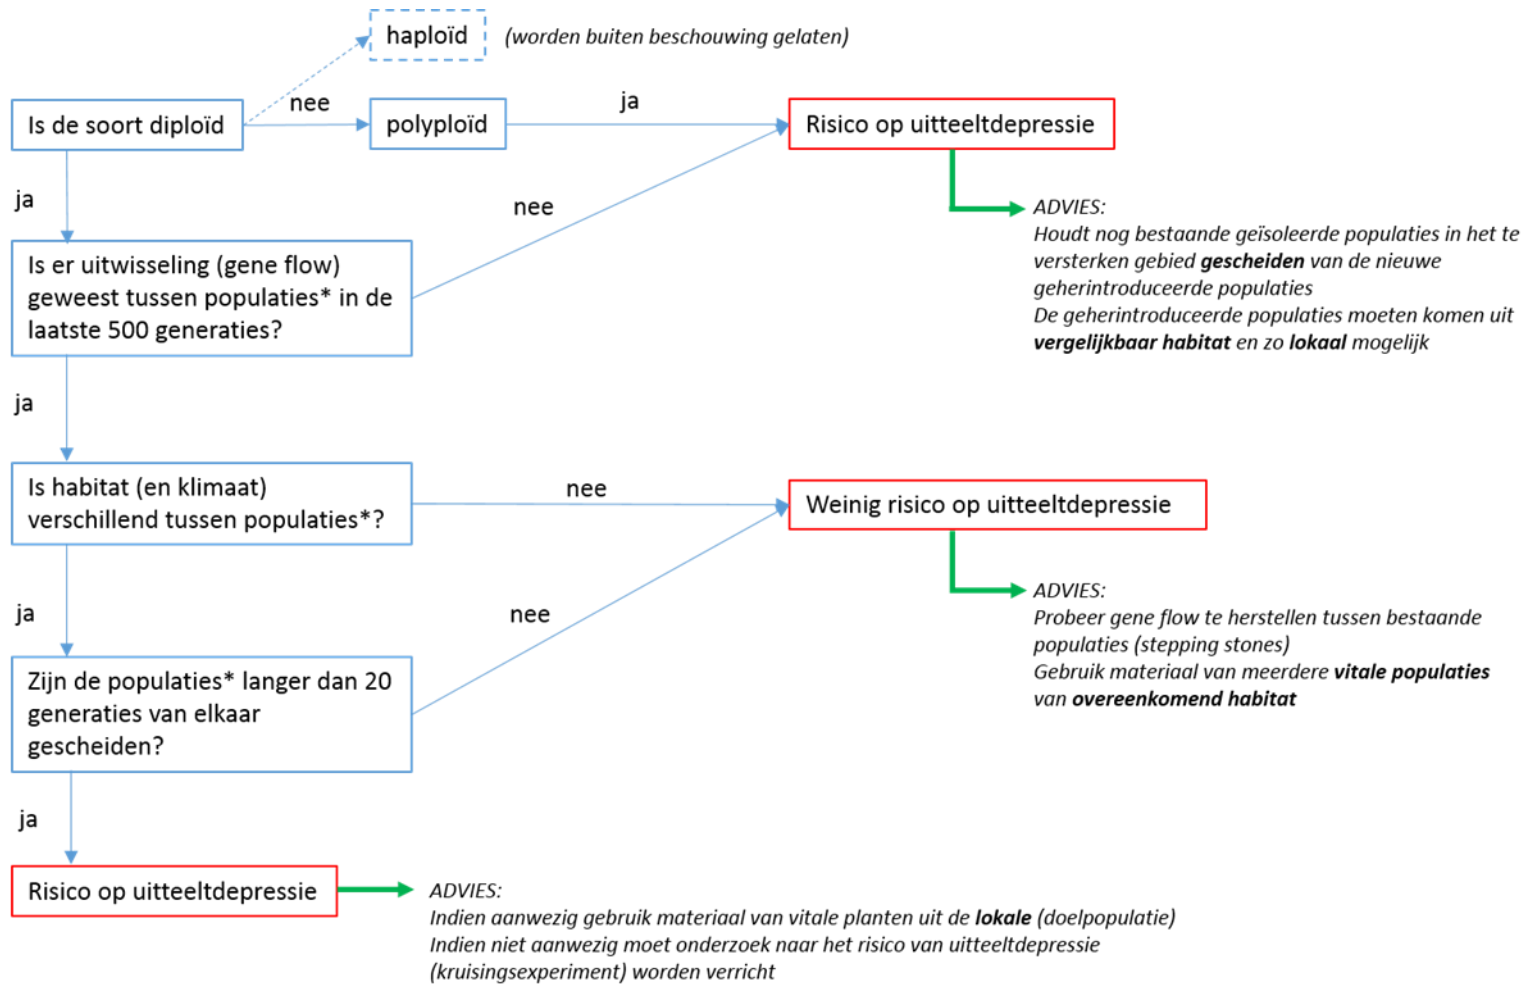 haploïd
(worden buiten beschouwing gelaten)
Is de soort diploïd
nee
polyploïd
ja
Risico op uitteeltdepressie
ja
nee
ADVIES:
Houdt nog bestaande geïsoleerde populaties in het te
versterken gebied gescheiden van de nieuwe
geherintroduceerde populaties
De geherintroduceerde populaties moeten komen uit
vergelijkbaar habitat en zo lokaal mogelijk
Is er uitwisseling (gene flow)
geweest tussen populaties* in de
laatste 500 generaties?
ja
Is habitat (en klimaat)
verschillend tussen populaties*?
nee
Weinig risico op uitteeltdepressie
ja
nee
ADVIES:
Probeer gene flow te herstellen tussen bestaande
populaties (stepping stones)
Gebruik materiaal van meerdere vitale populaties
van overeenkomend habitat
Zijn de populaties* langer dan 20
generaties van elkaar
gescheiden?
ja
Risico op uitteeltdepressie
ADVIES:
Indien aanwezig gebruik materiaal van vitale planten uit de lokale (doelpopulatie)
Indien niet aanwezig moet onderzoek naar het risico van uitteeltdepressie
(kruisingsexperiment) worden verricht